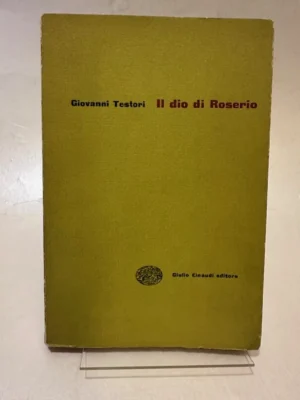 Giovanni Testori Il dio di Roserio
Giulio Einaudi editore